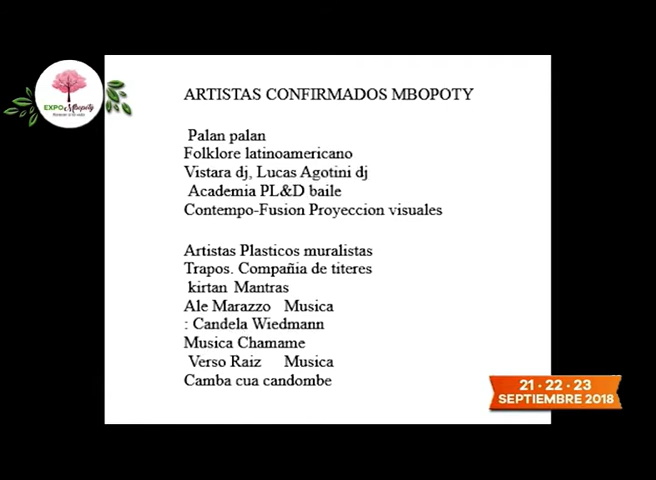 EXPO Mbopoty
ARTISTAS CONFIRMADOS MBOPOTY
Palan palan
Folklore latinoamericano
Vistara dj, Lucas Agotini dj
Academia PL&D baile
Contempo-Fusion Proyeccion visuales
Artistas Plasticos muralistas
Trapos. Compañia de titeres
kirtan Mantras
Ale Marazzo Musica
: Candela Wiedmann
Musica Chamame
Verso Raiz Musica
Camba cua candombe
21 · 22 · 23
SEPTIEMBRE 2018